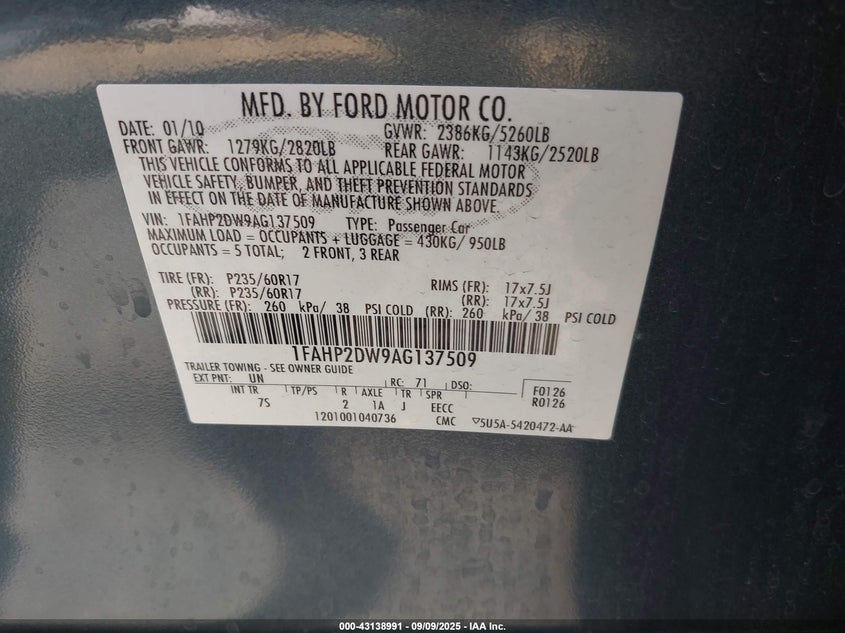 MFD. BY FORD MOTOR CO.
DATE: 01/10 GVWR: 2386KG/5260LB
FRONT GAWR: 1279KG/2820LB REAR GAWR: 1143KG/2520LB
THIS VEHICLE CONFORMS TO ALL APPLICABLE FEDERAL MOTOR
VEHICLE SAFETY, BUMPER, AND THEFT PREVENTION STANDARDS
IN EFFECT ON THE DATE OF MANUFACTURE SHOWN ABOVE.
VIN: 1FAHP2DW9AG137509 TYPE: Passenger Car
MAXIMUM LOAD = OCCUPANTS + LUGGAGE = 430KG/ 950LB
OCCUPANTS = 5 TOTAL; 2 FRONT, 3 REAR
TIRE (FR): P235/60R17 RIMS (FR): 17x7.5J
(RR): P235/60R17 (RR): 17x7.5J
PRESSURE (FR): 260 kPa/ 38 PSI COLD (RR): 260 kPa/ 38 PSI COLD
1FAHP2DW9AG137509
TRAILER TOWING - SEE OWNER GUIDE
EXT PNT: UN RC: 71 DSO: F0126
INT TR TP/PS R AXLE TR SPR R0126
7S 2 1A J EECC
1201001040736 CMC ▽5U5A-5420472-AA
000-43138991 - 09/09/2025 - IAA Inc.